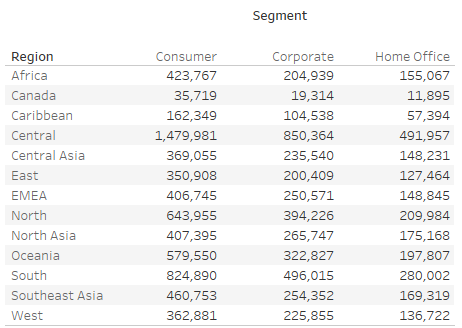 Segment
Region Consumer Corporate Home Office
Africa 423,767 204,939 155,067
Canada 35,719 19,314 11,895
Caribbean 162,349 104,538 57,394
Central 1,479,981 850,364 491,957
Central Asia 369,055 235,540 148,231
East 350,908 200,409 127,464
EMEA 406,745 250,571 148,845
North 643,955 394,226 209,984
North Asia 407,395 265,747 175,168
Oceania 579,550 322,827 197,807
South 824,890 496,015 280,002
Southeast Asia 460,753 254,352 169,319
West 362,881 225,855 136,722